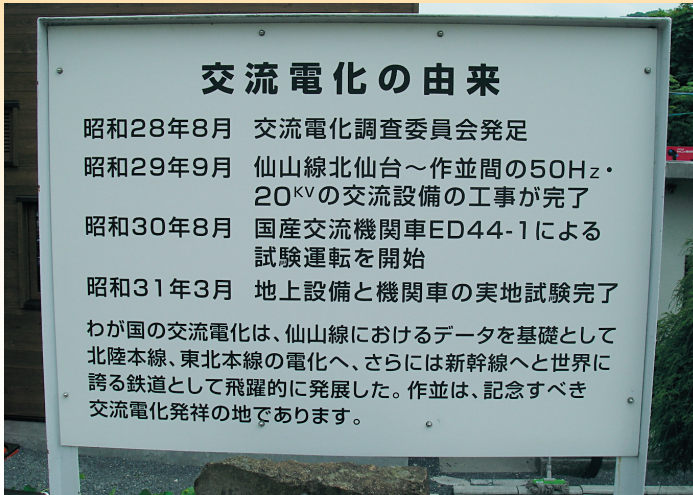 交流電化の由来
昭和28年8月 交流電化調査委員会発足
昭和29年9月 仙山線北仙台〜作並間の50Hz・
20KVの交流設備の工事が完了
昭和30年8月 国産交流機関車ED44-1による
試験運転を開始
昭和31年3月 地上設備と機関車の実地試験完了
わが国の交流電化は、仙山線におけるデータを基礎として
北陸本線、東北本線の電化へ、さらには新幹線へと世界に
誇る鉄道として飛躍的に発展した。作並は、記念すべき
交流電化発祥の地であります。